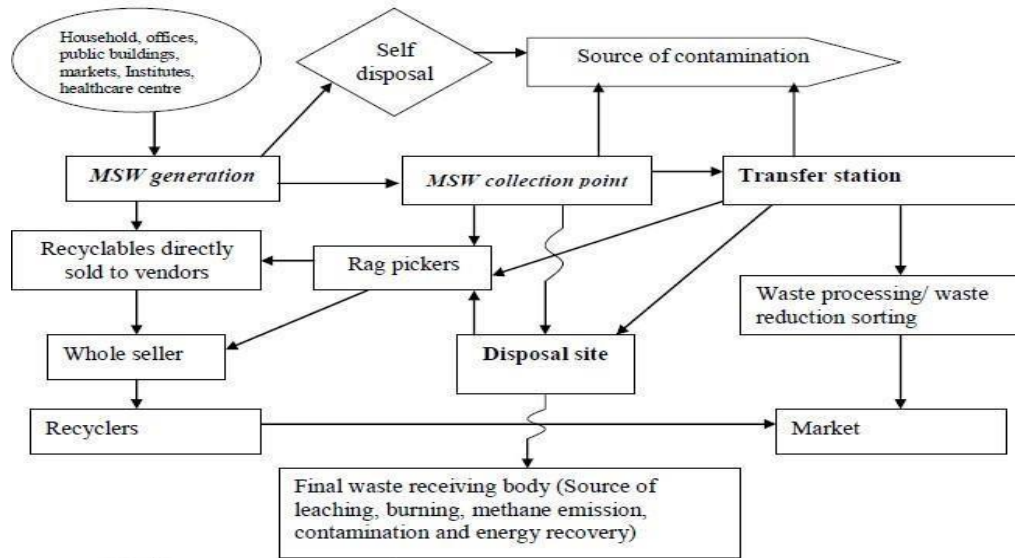 Household, offices,
public buildings,
markets, Institutes,
healthcare centre
Self
disposal
Source of contamination
MSW generation
MSW collection point
Transfer station
Recyclables directly
sold to vendors
Rag pickers
Waste processing/ waste
reduction sorting
Whole seller
Disposal site
Recyclers
Market
Final waste receiving body (Source of
leaching, burning, methane emission,
contamination and energy recovery)